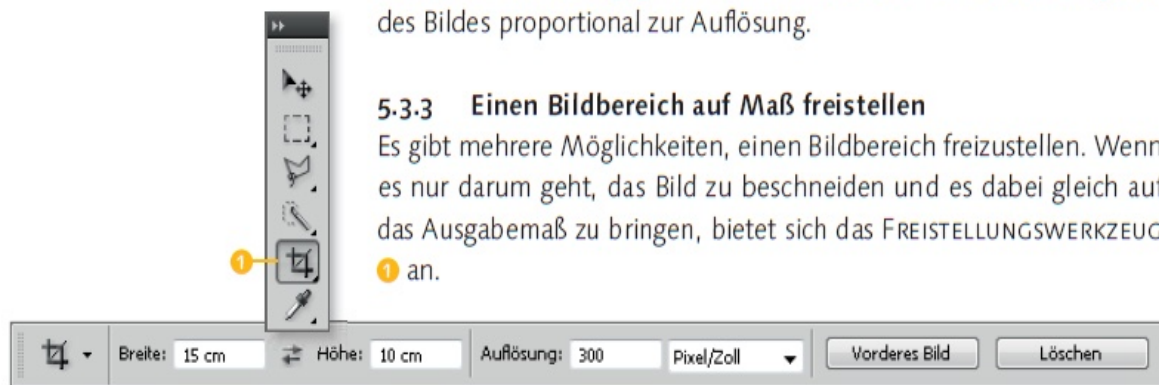 des Bildes proportional zur Auflösung.
5.3.3 Einen Bildbereich auf Maß freistellen
Es gibt mehrere Möglichkeiten, einen Bildbereich freizustellen. Wenn
es nur darum geht, das Bild zu beschneiden und es dabei gleich auf
das Ausgabemaß zu bringen, bietet sich das FREISTELLUNGSWERKZEUG
1 an.
1
Breite: 15 cm Höhe: 10 cm Auflösung: 300 Pixel/Zoll Vorderes Bild Löschen